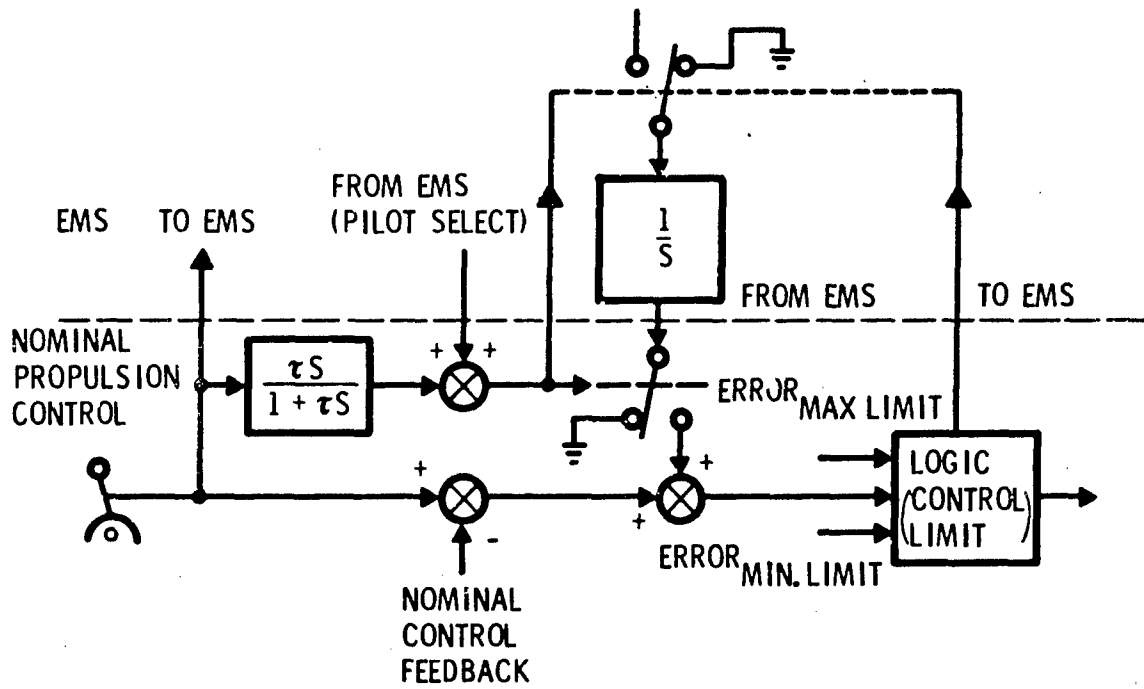 FROM EMS
(PILOT SELECT)
EMS
TO EMS
1
S
FROM EMS
TO EMS
NOMINAL
PROPULSION
CONTROL
τS
1 + τS
+
+
ERROR MAX LIMIT
+
-
+
+
LOGIC
(CONTROL)
LIMIT
ERROR MIN. LIMIT
NOMINAL
CONTROL
FEEDBACK